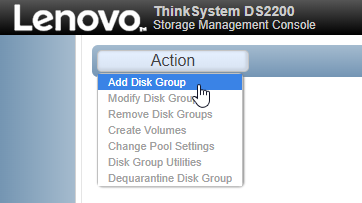 Lenovo™ ThinkSystem DS2200
Storage Management Console
Action
Add Disk Group
Modify Disk Group
Remove Disk Groups
Create Volumes
Change Pool Settings
Disk Group Utilities
Dequarantine Disk Group